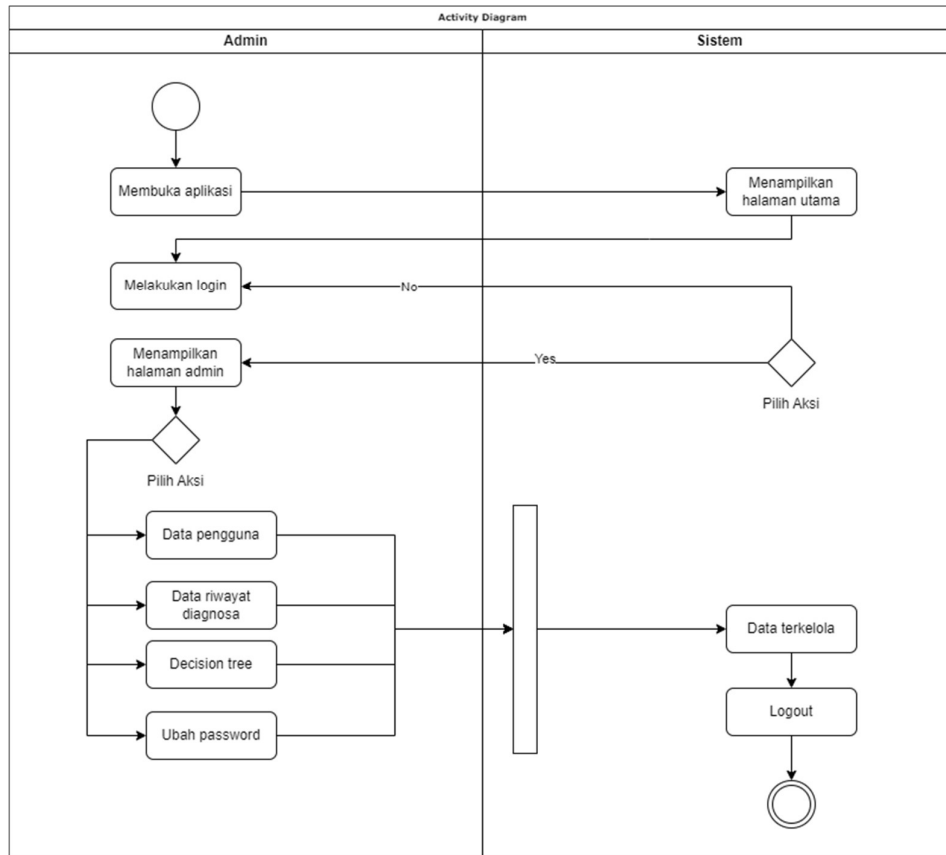 Activity Diagram
Admin
Sistem
Membuka aplikasi
Menampilkan
halaman utama
Melakukan login
No
Menampilkan
halaman admin
Yes
Pilih Aksi
Pilih Aksi
Data pengguna
Data riwayat
diagnosa
Decision tree
Ubah password
Data terkelola
Logout